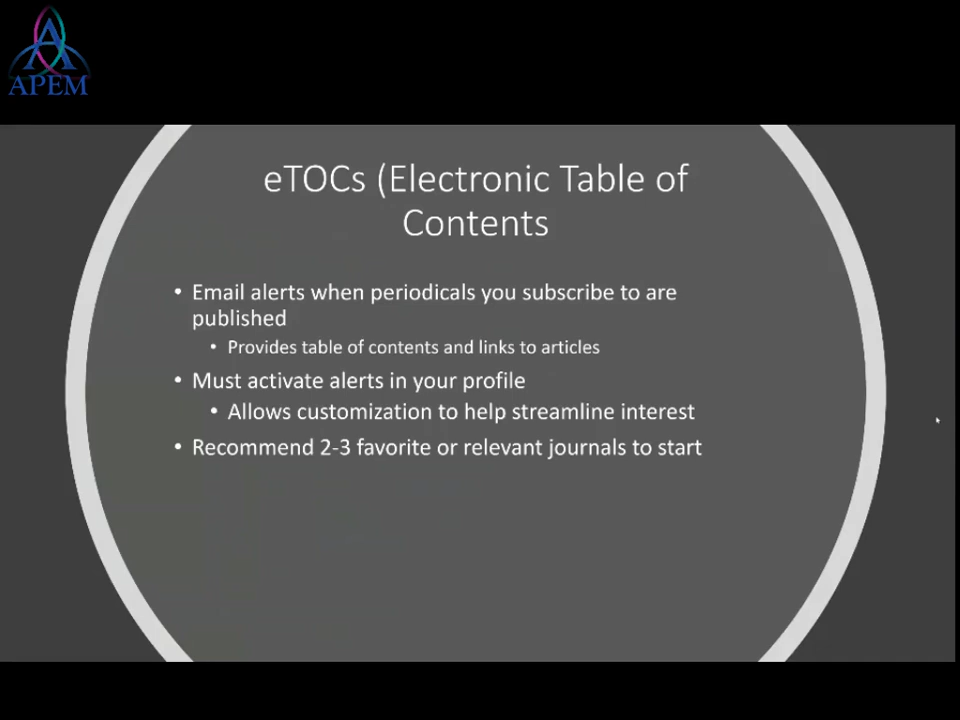 APEM
eTOCs (Electronic Table of
Contents
• Email alerts when periodicals you subscribe to are
published
• Provides table of contents and links to articles
• Must activate alerts in your profile
• Allows customization to help streamline interest
• Recommend 2-3 favorite or relevant journals to start